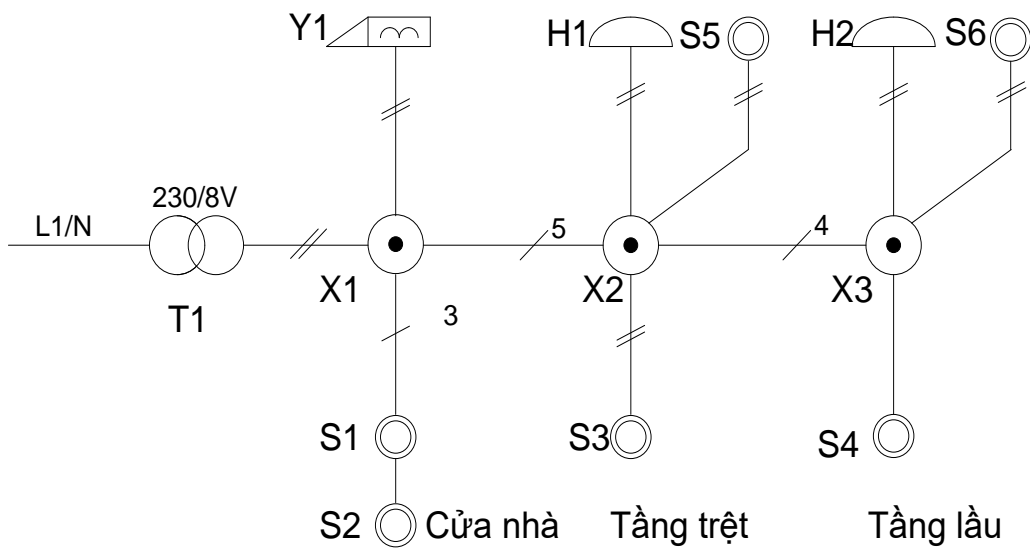 Y1 H1 S5 H2 S6
230/8V
L1/N 5 4
X1 X2 X3
T1 3
S1 S3 S4
S2 Cửa nhà Tầng trệt Tầng lầu